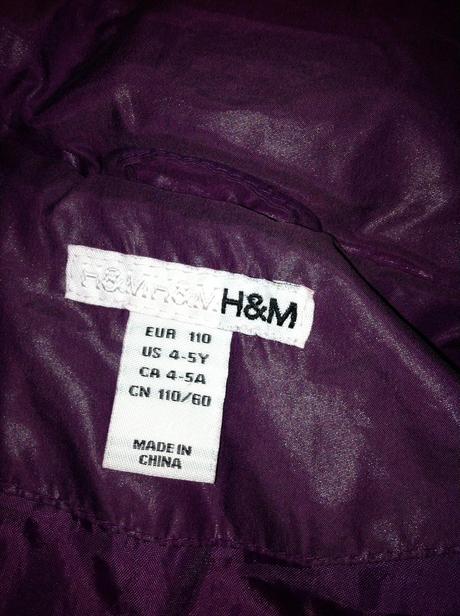 H&M H&M H&M
EUR 110
US 4-5Y
CA 4-5A
CN 110/60
MADE IN
CHINA